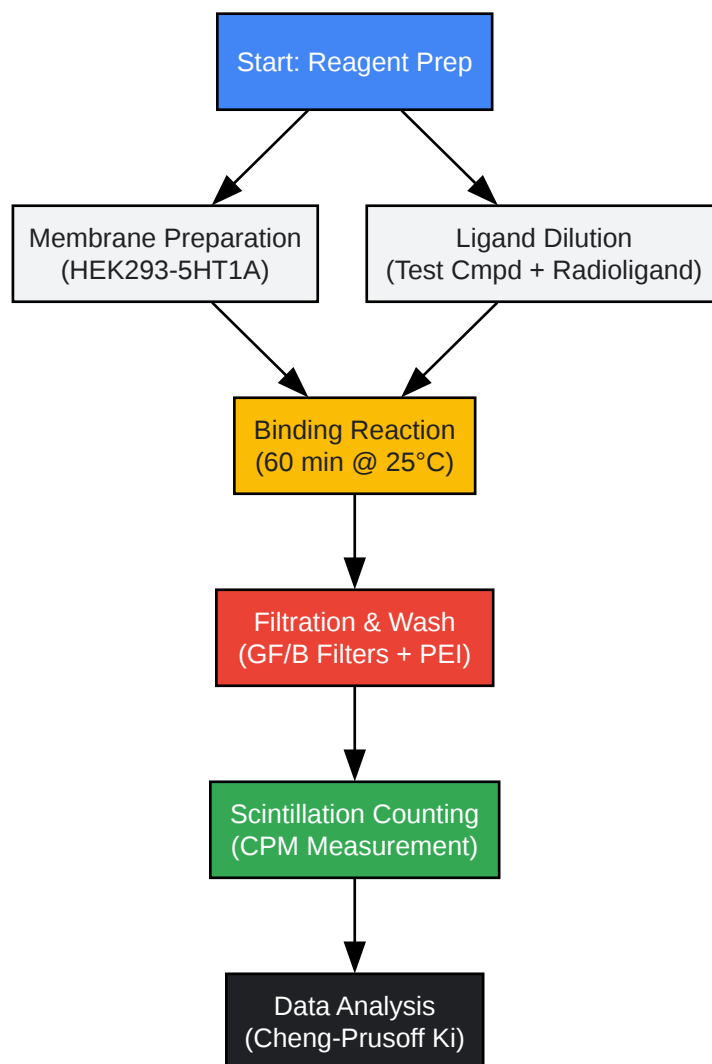 Start: Reagent Prep
Membrane Preparation
(HEK293-5HT1A)
Ligand Dilution
(Test Cmpd + Radioligand)
Binding Reaction
(60 min @ 25°C)
Filtration & Wash
(GF/B Filters + PEI)
Scintillation Counting
(CPM Measurement)
Data Analysis
(Cheng-Prusoff Ki)